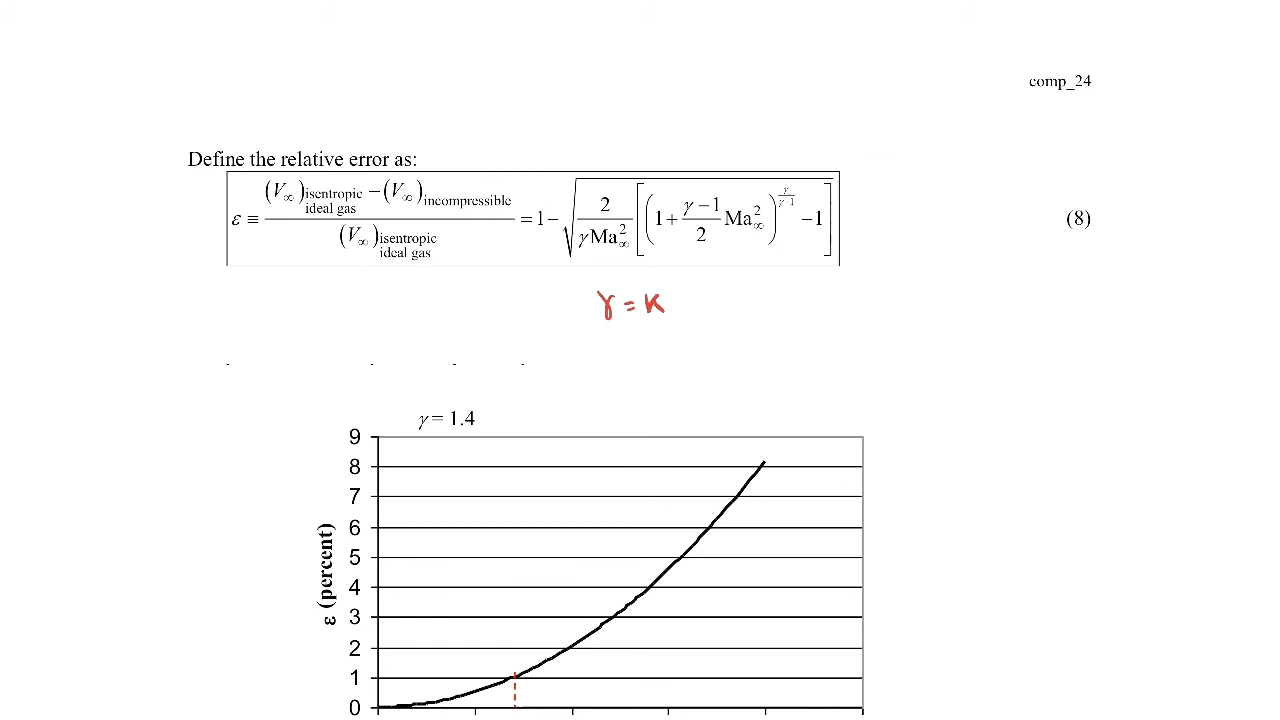 comp_24
Define the relative error as:
ε ≡ ((V∞)isentropic ideal gas − (V∞)incompressible) / (V∞)isentropic ideal gas = 1 − √(2/(γMa∞²) [(1 + (γ−1)/2 Ma∞²)^(γ/(γ−1)) − 1]) (8)
γ = K
γ = 1.4
9
8
7
6
5
4
3
2
1
0
ε (percent)